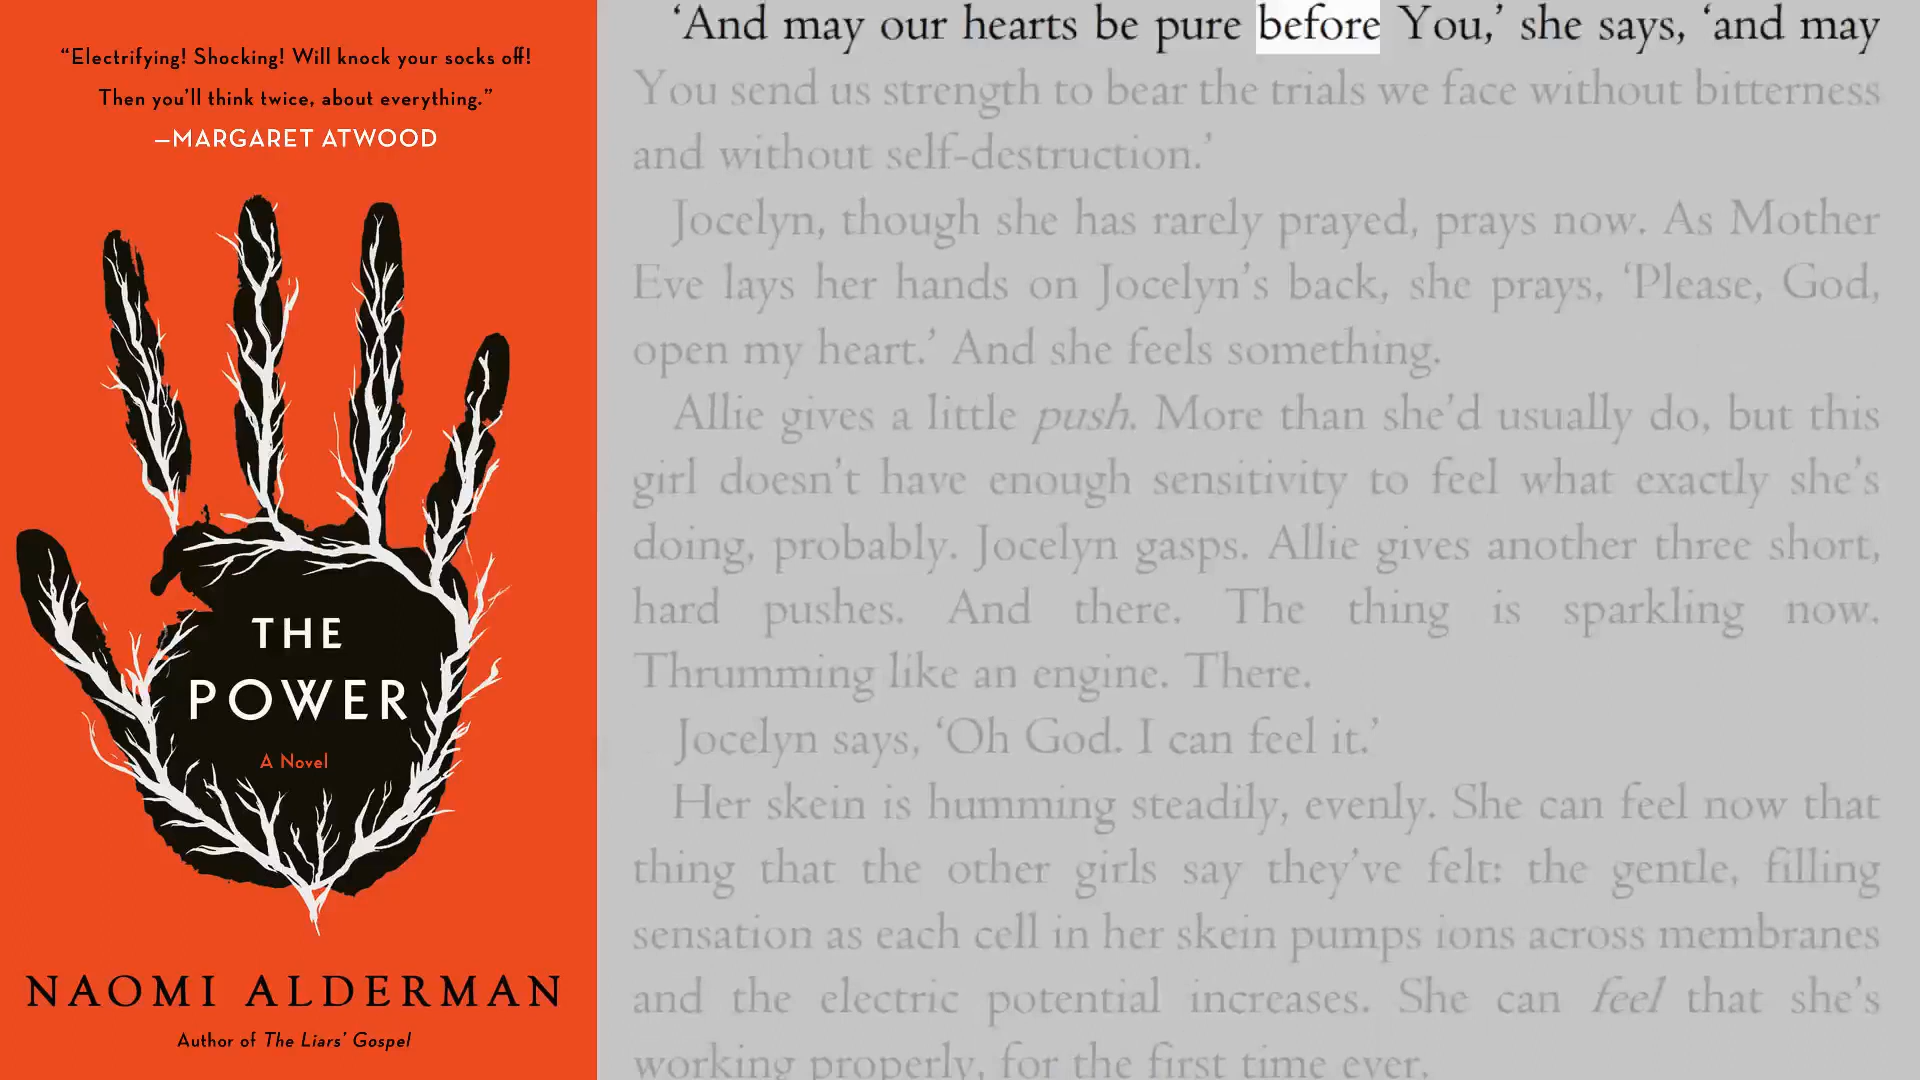 “Electrifying! Shocking! Will knock your socks off!
Then you’ll think twice, about everything.”
—MARGARET ATWOOD
THE
POWER
A Novel
NAOMI ALDERMAN
Author of The Liars’ Gospel
‘And may our hearts be pure before You,’ she says, ‘and may
You send us strength to bear the trials we face without bitterness
and without self-destruction.’
Jocelyn, though she has rarely prayed, prays now. As Mother
Eve lays her hands on Jocelyn’s back, she prays, ‘Please, God,
open my heart.’ And she feels something.
Allie gives a little push. More than she’d usually do, but this
girl doesn’t have enough sensitivity to feel what exactly she’s
doing, probably. Jocelyn gasps. Allie gives another three short,
hard pushes. And there. The thing is sparkling now.
Thrumming like an engine. There.
Jocelyn says, ‘Oh God. I can feel it.’
Her skein is humming steadily, evenly. She can feel now that
thing that the other girls say they’ve felt: the gentle, filling
sensation as each cell in her skein pumps ions across membranes
and the electric potential increases. She can feel that she’s
working properly, for the first time ever.